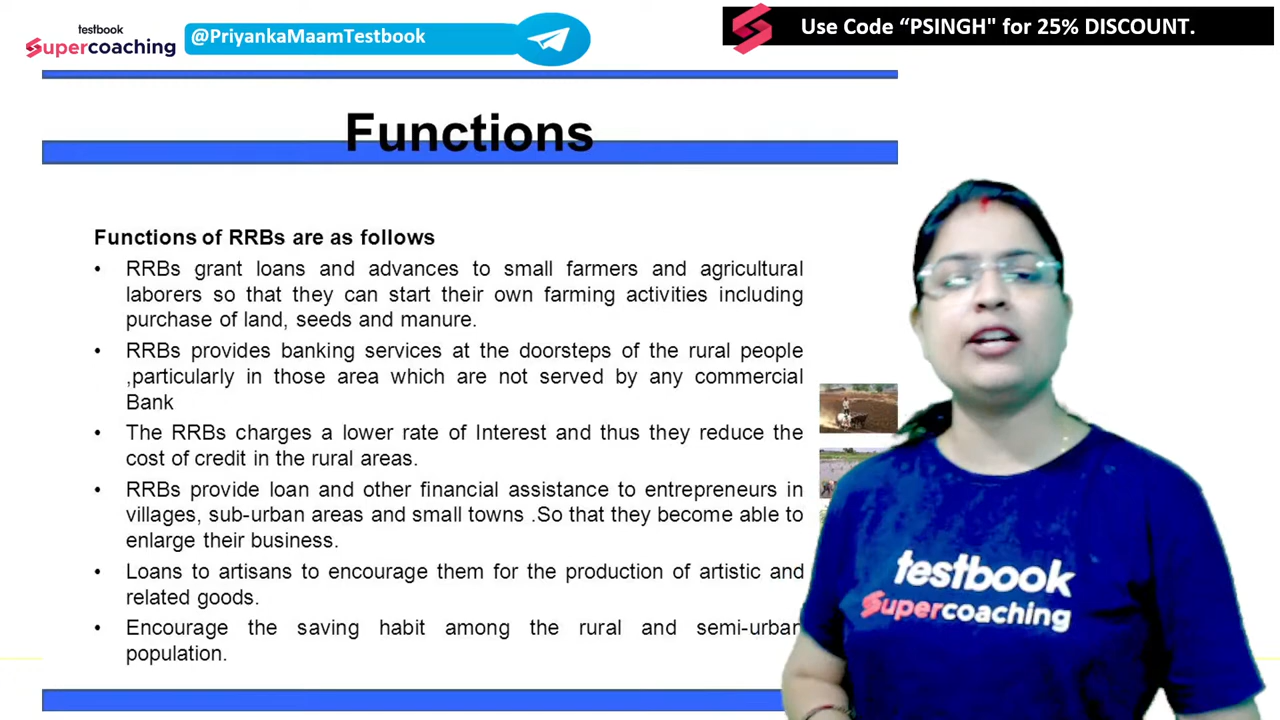 testbook
Supercoaching
@PriyankaMaamTestbook
Use Code “PSINGH" for 25% DISCOUNT.
Functions
Functions of RRBs are as follows
• RRBs grant loans and advances to small farmers and agricultural
laborers so that they can start their own farming activities including
purchase of land, seeds and manure.
• RRBs provides banking services at the doorsteps of the rural people
,particularly in those area which are not served by any commercial
Bank
• The RRBs charges a lower rate of Interest and thus they reduce the
cost of credit in the rural areas.
• RRBs provide loan and other financial assistance to entrepreneurs in
villages, sub-urban areas and small towns .So that they become able to
enlarge their business.
• Loans to artisans to encourage them for the production of artistic and
related goods.
• Encourage the saving habit among the rural and semi-urban
population.
testbook
Supercoaching